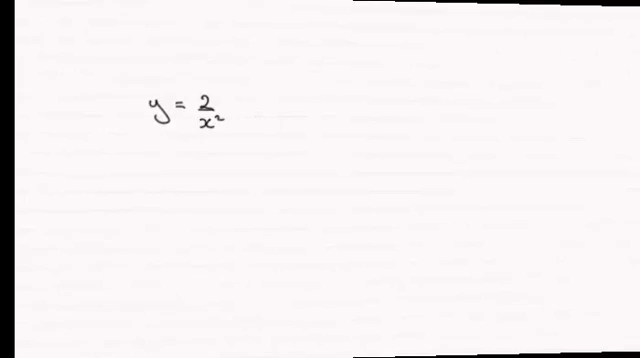 y = 2/x²